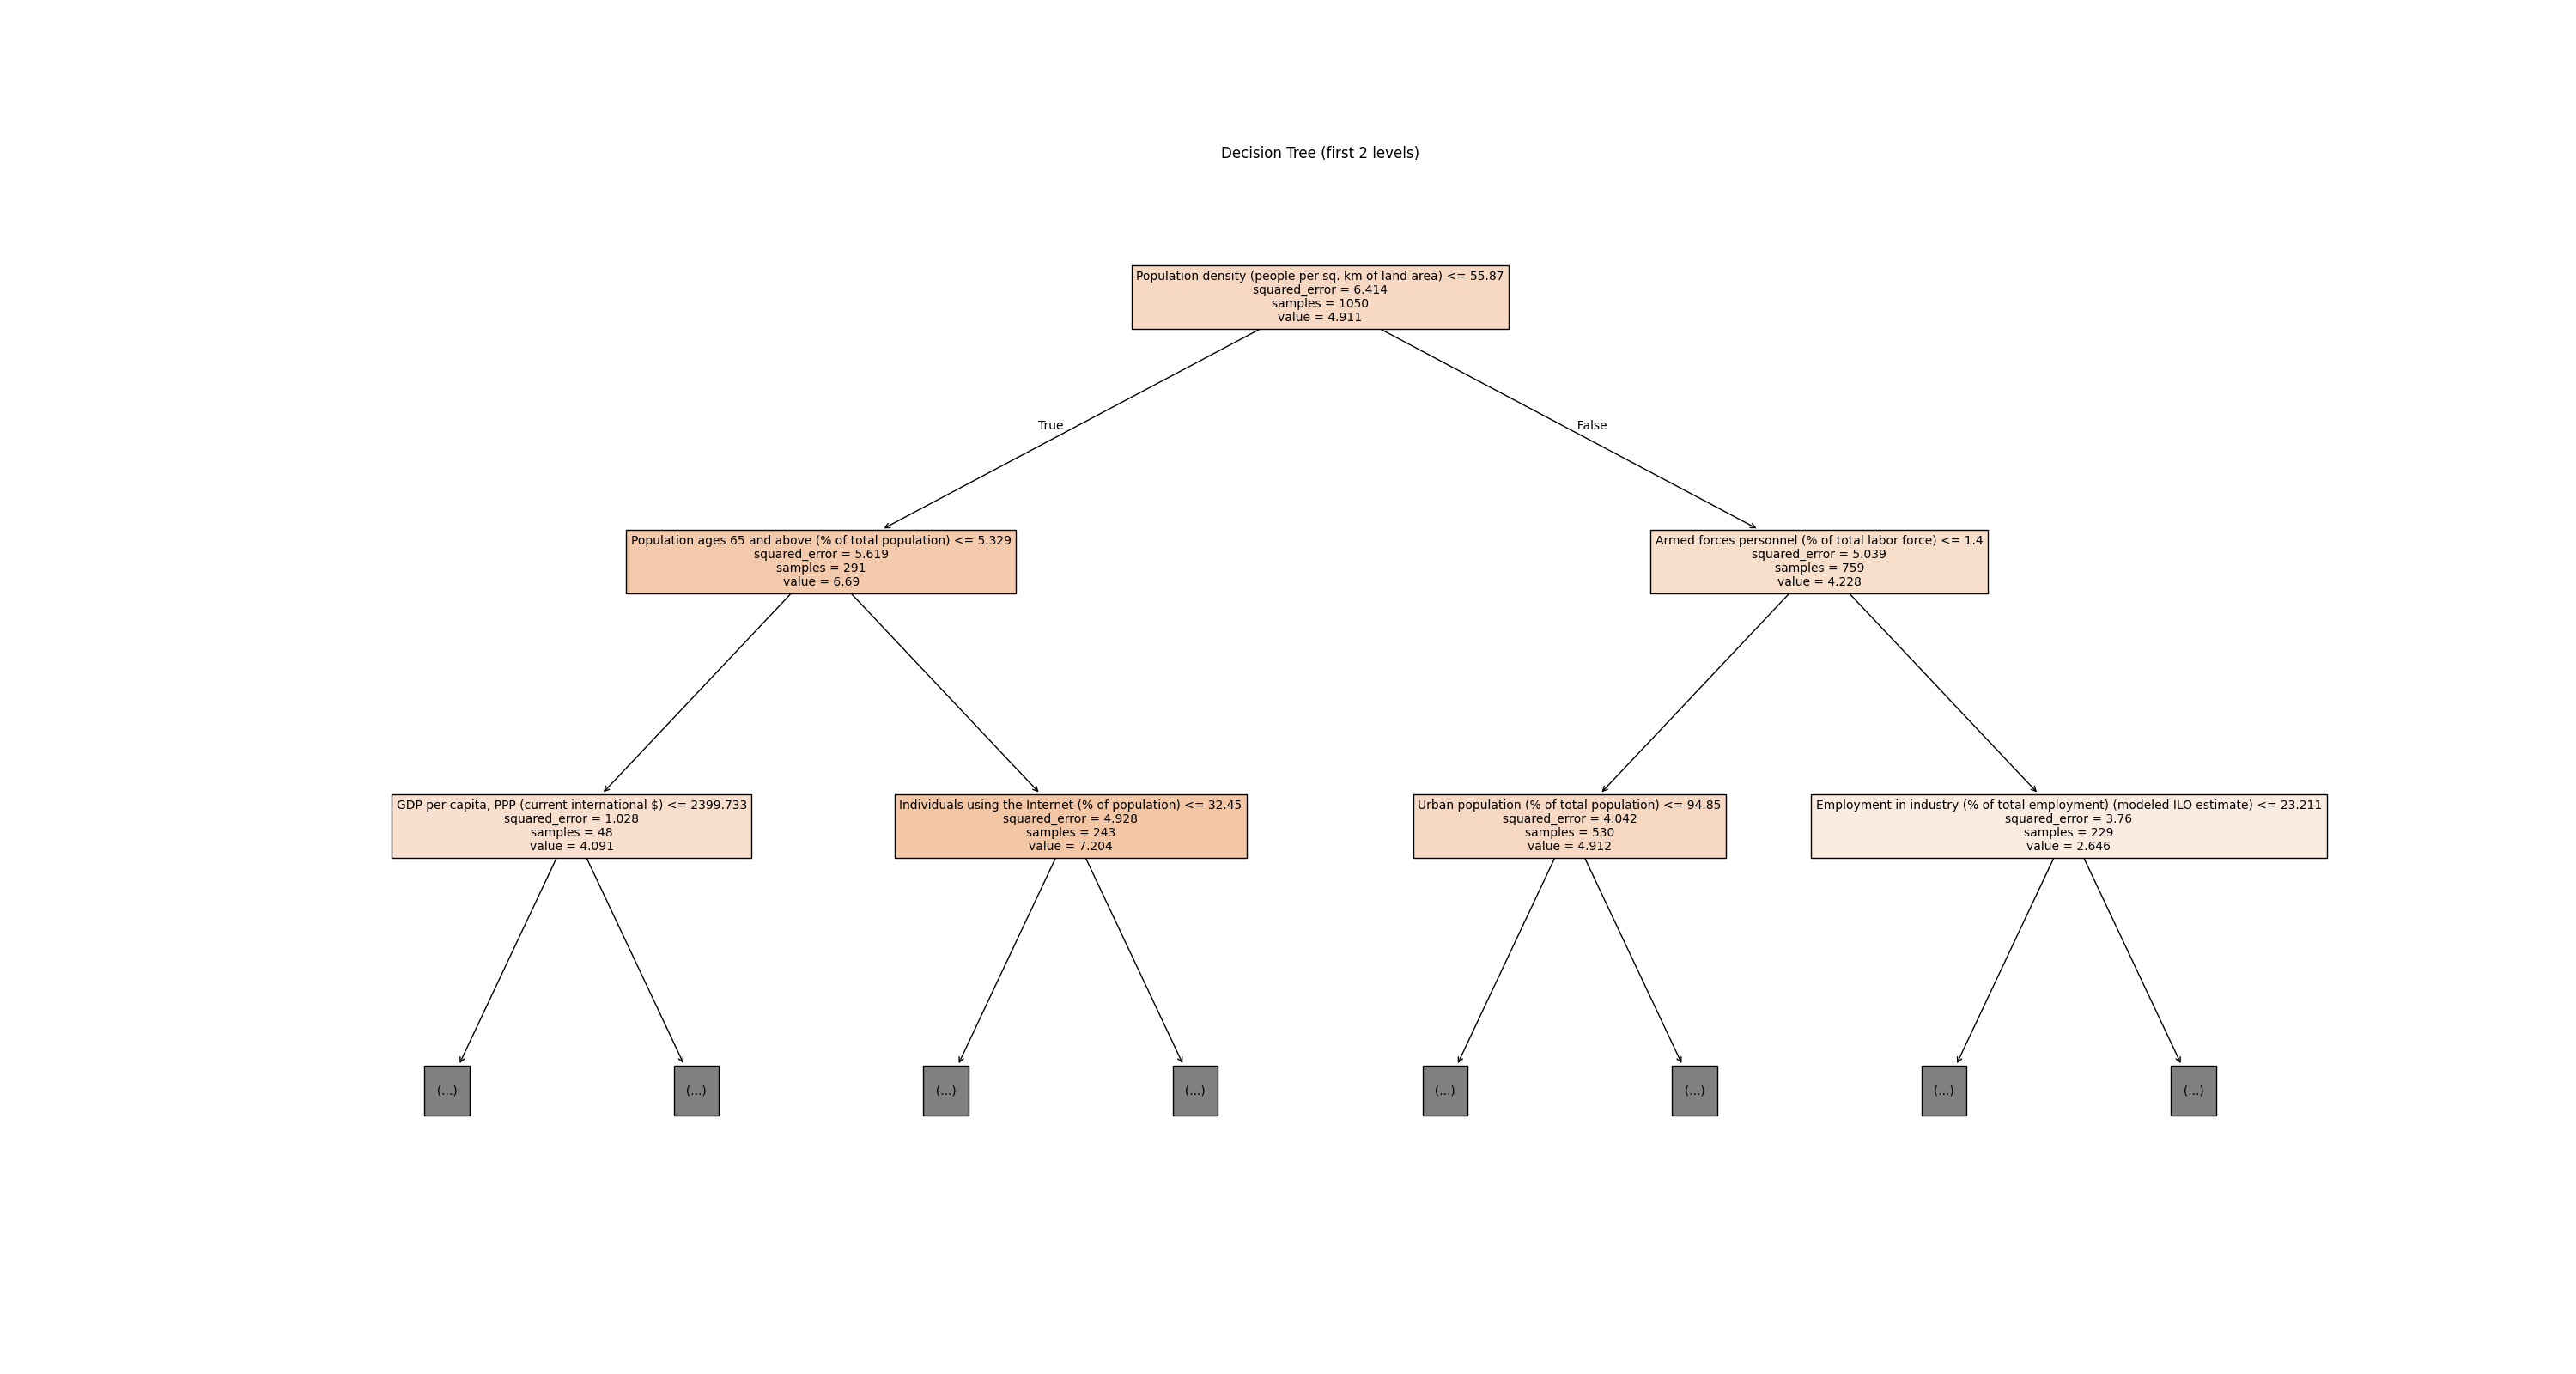 Decision Tree (first 2 levels)
Population density (people per sq. km of land area) <= 55.87
squared_error = 6.414
samples = 1050
value = 4.911
True
False
Population ages 65 and above (% of total population) <= 5.329
squared_error = 5.619
samples = 291
value = 6.69
Armed forces personnel (% of total labor force) <= 1.4
squared_error = 5.039
samples = 759
value = 4.228
GDP per capita, PPP (current international $) <= 2399.733
squared_error = 1.028
samples = 48
value = 4.091
Individuals using the Internet (% of population) <= 32.45
squared_error = 4.928
samples = 243
value = 7.204
Urban population (% of total population) <= 94.85
squared_error = 4.042
samples = 530
value = 4.912
Employment in industry (% of total employment) (modeled ILO estimate) <= 23.211
squared_error = 3.76
samples = 229
value = 2.646
(...)
(...)
(...)
(...)
(...)
(...)
(...)
(...)